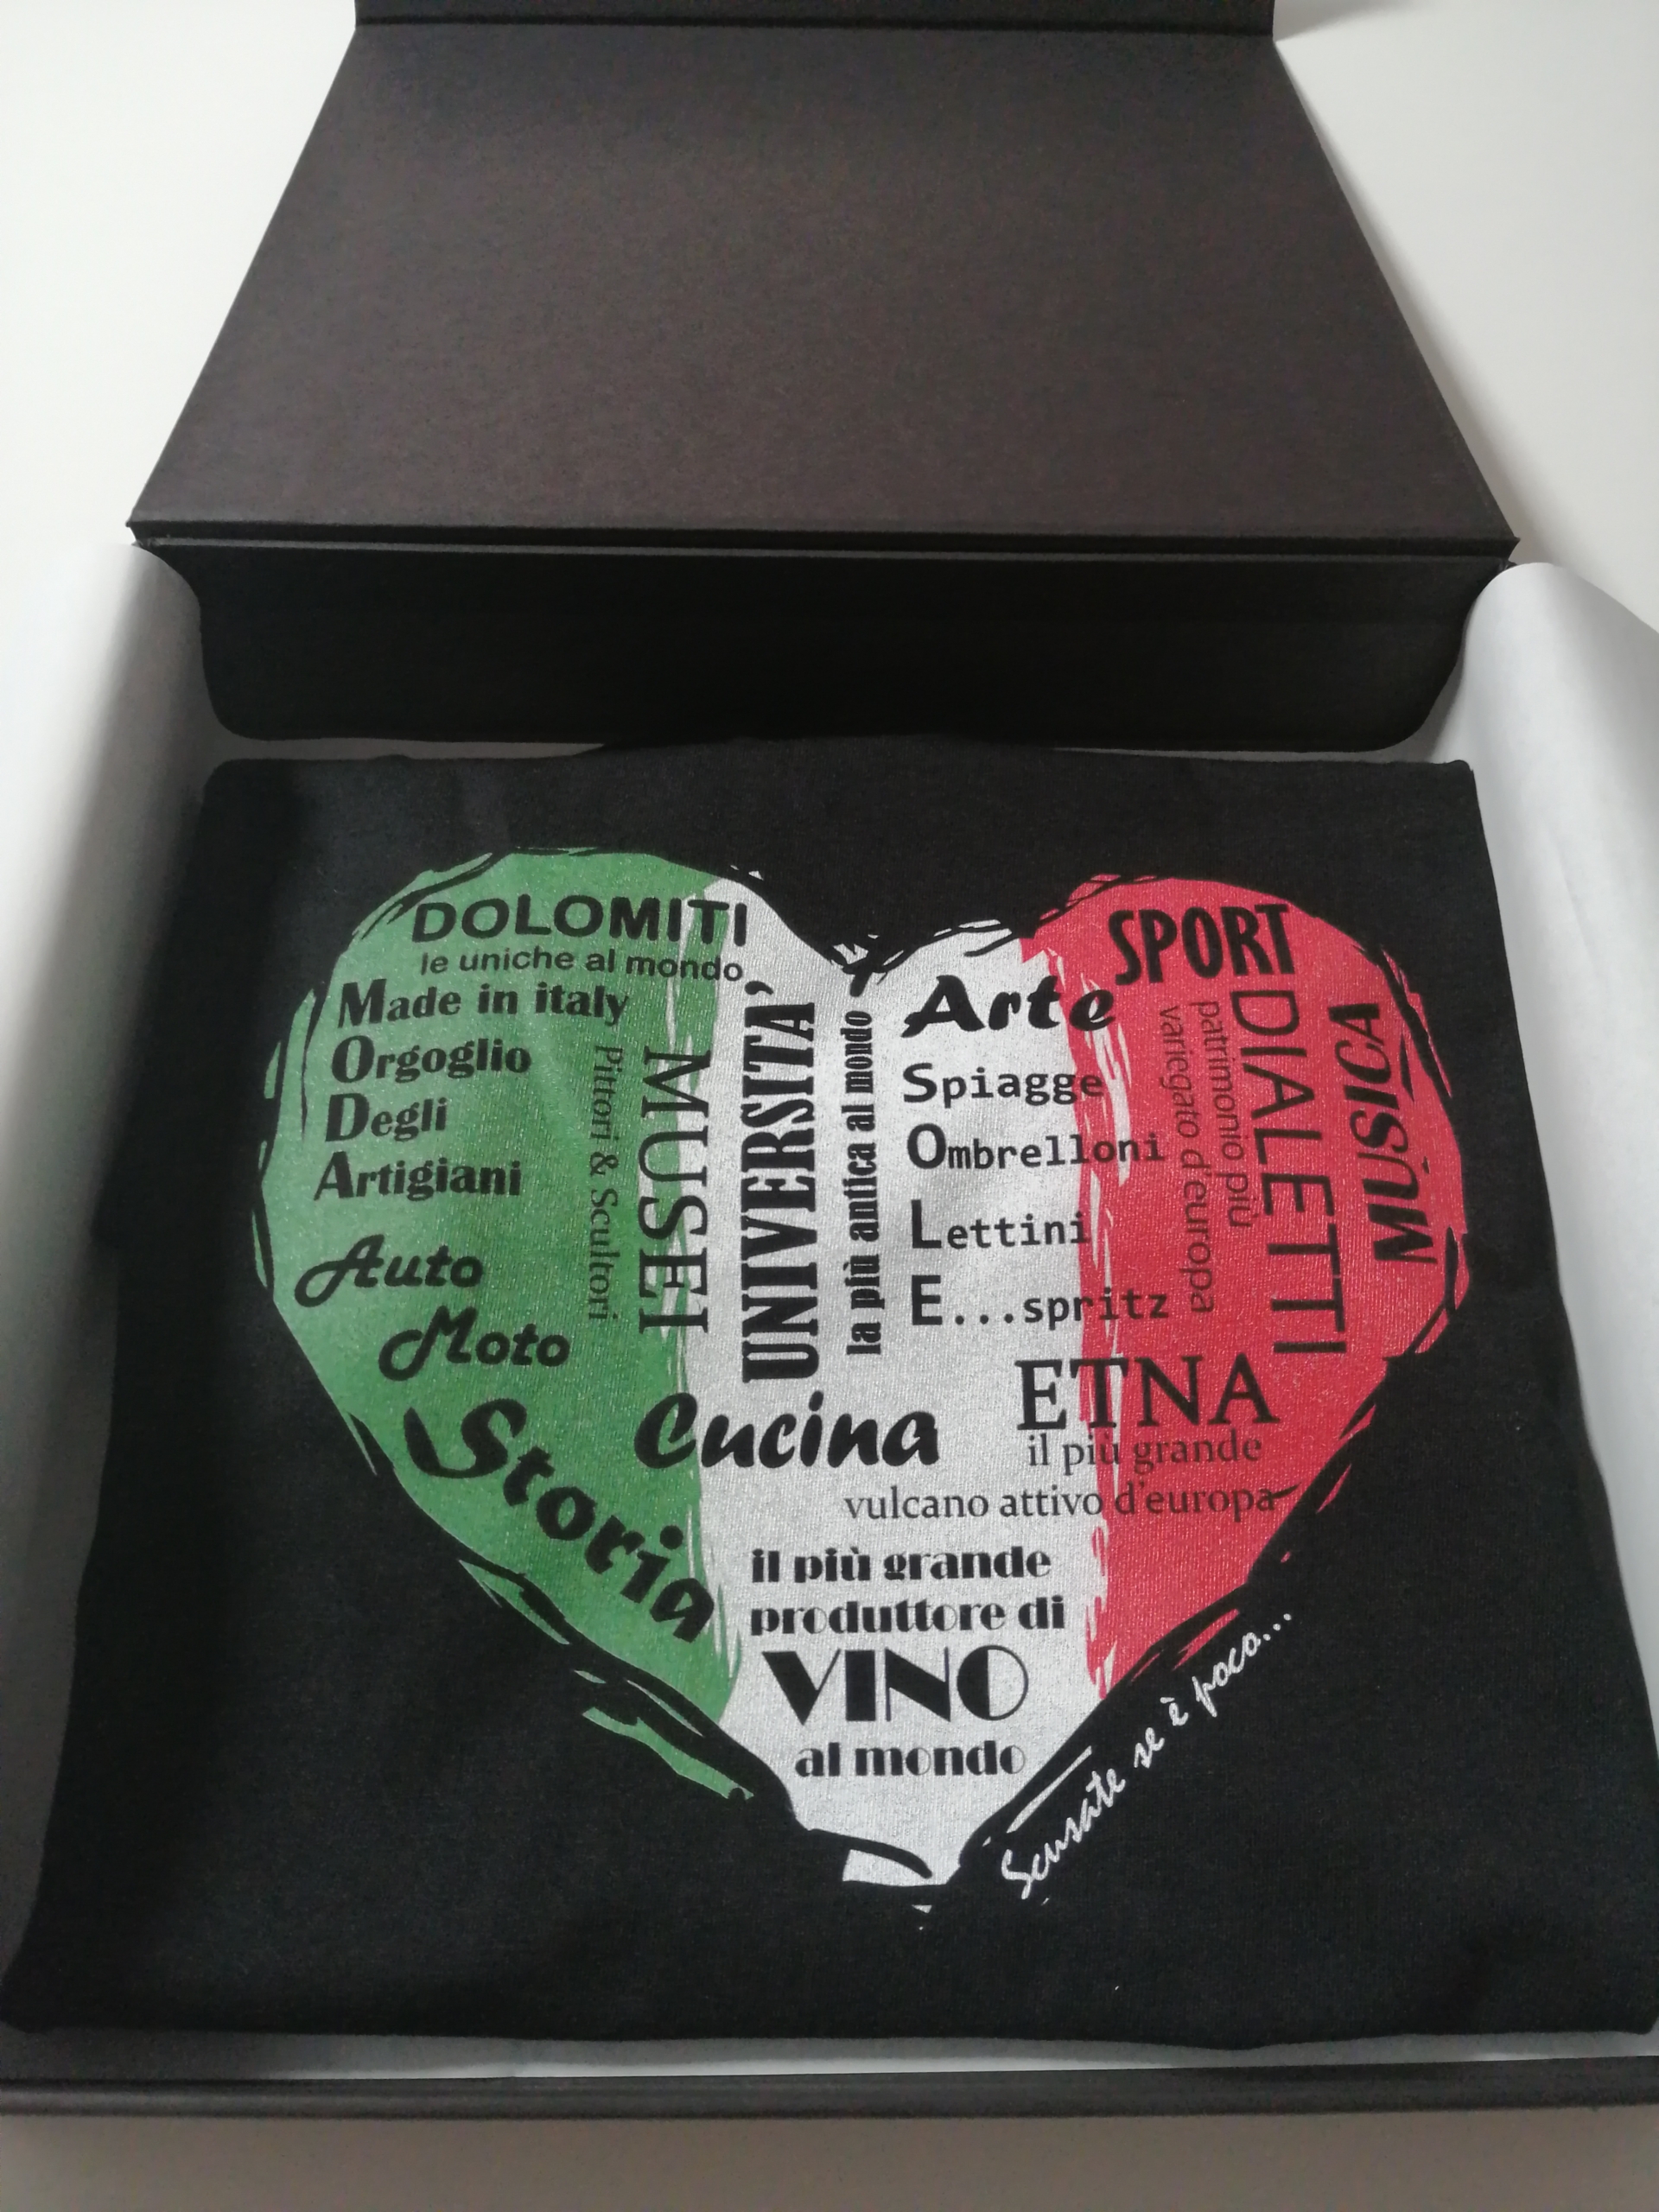 DOLOMITI
le uniche al mondo
Made in italy
Orgoglio
Degli
Artigiani
Pittori & Scultori
MUSEI
Auto
Moto
Storia
UNIVERSITA'
la più antica al mondo
Arte
Spiagge
Ombrelloni
Lettini
E...spritz
SPORT
DIALETTI
patrimonio più
variegato d'europa
MUSICA
Cucina
ETNA
il più grande
vulcano attivo d'europa
il più grande
produttore di
VINO
al mondo
Scusate se è poco...